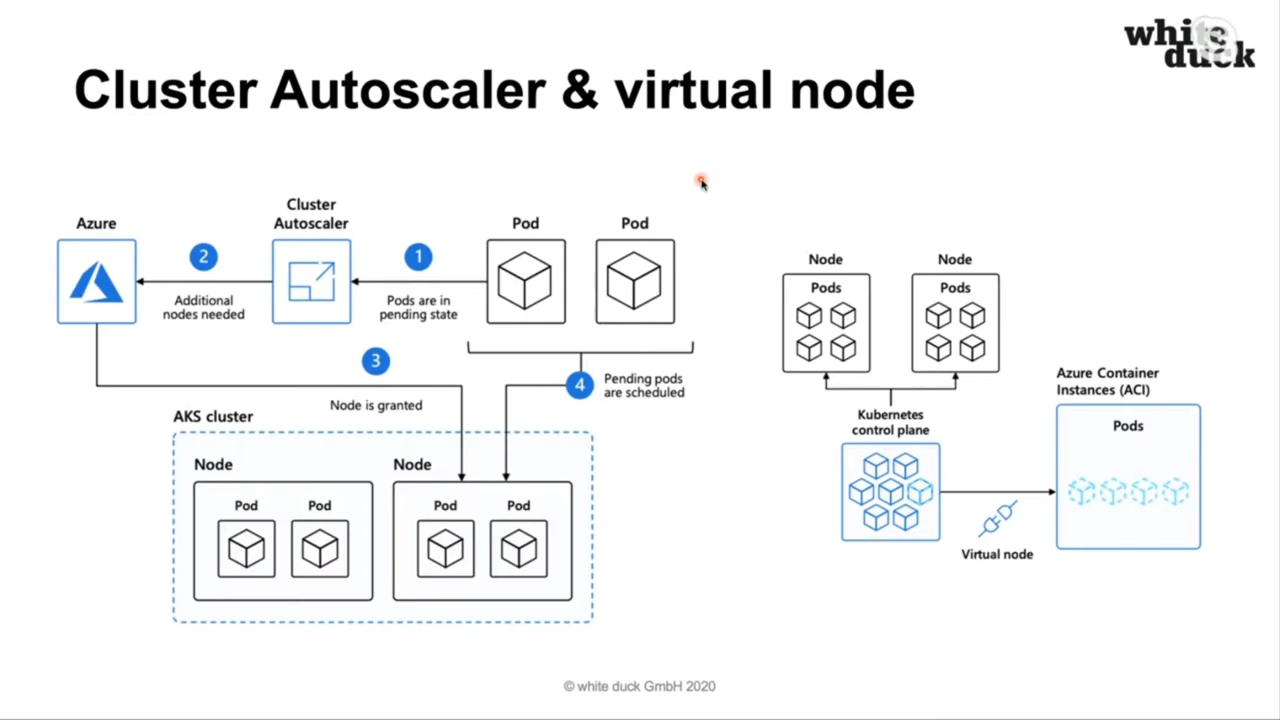 white
duck
Cluster Autoscaler & virtual node
Azure
Cluster
Autoscaler
Pod
Pod
2
1
Additional
nodes needed
Pods are in
pending state
3
Node is granted
4
Pending pods
are scheduled
AKS cluster
Node
Node
Pod
Pod
Pod
Pod
Node
Node
Pods
Pods
Kubernetes
control plane
Azure Container
Instances (ACI)
Pods
Virtual node
© white duck GmbH 2020